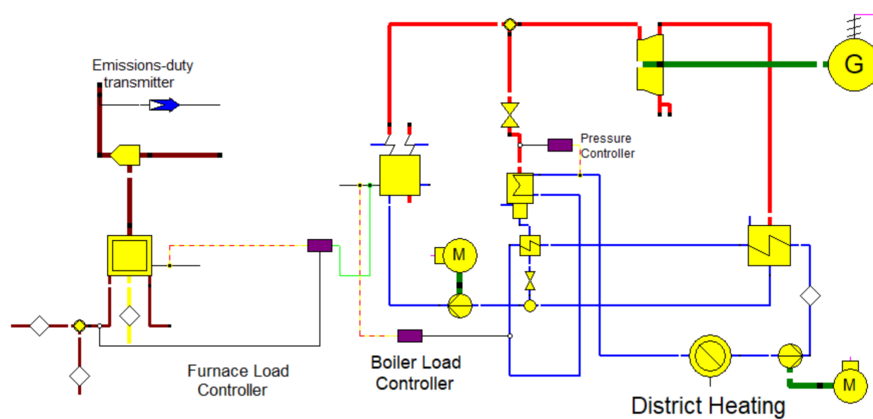 Emissions-duty
transmitter
G
Pressure
Controller
M
Furnace Load
Controller
Boiler Load
Controller
M
District Heating